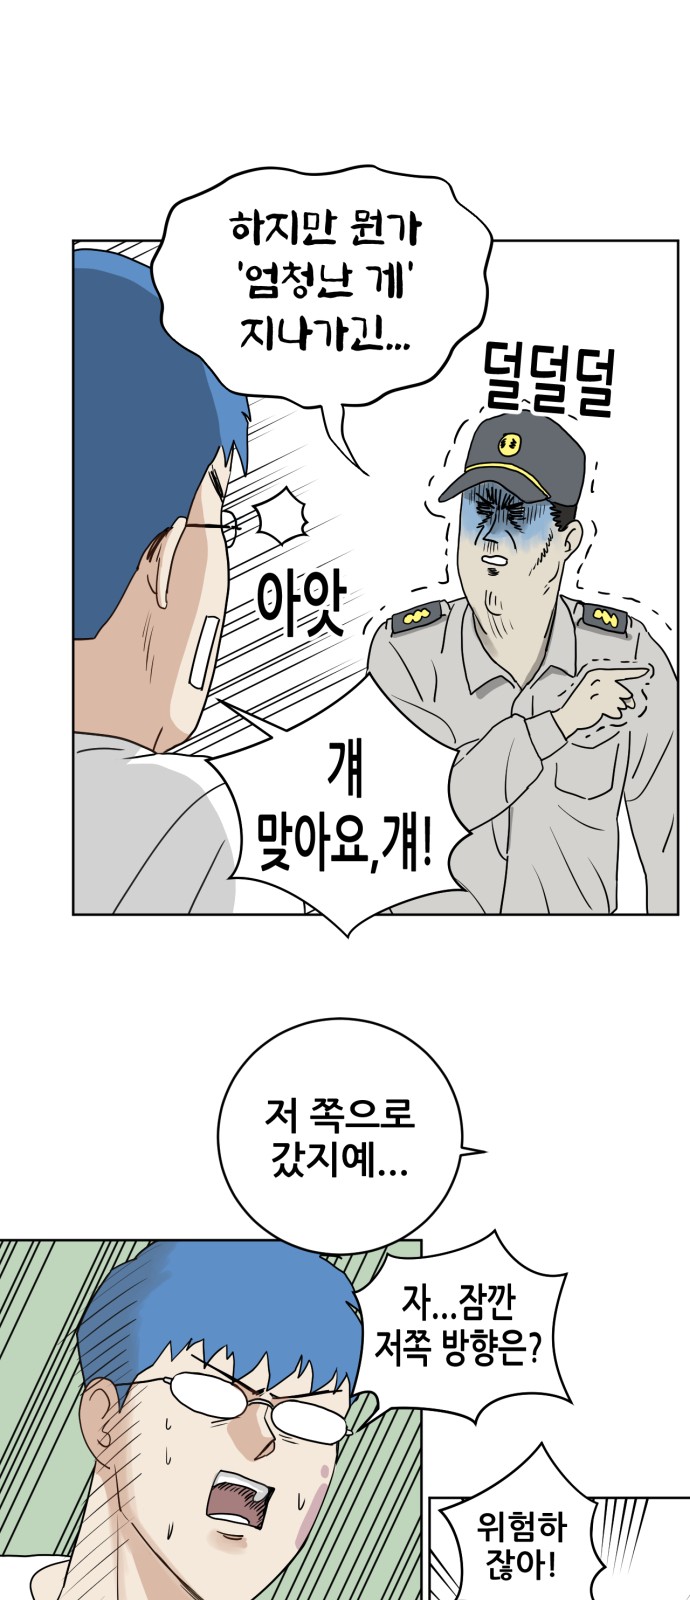 하지만 뭔가
'엄청난 게'
지나가긴...
덜덜덜
아앗
걔
맞아요,걔!
저 쪽으로
갔지예...
자...잠깐
저쪽 방향은?
위험하
잖아!